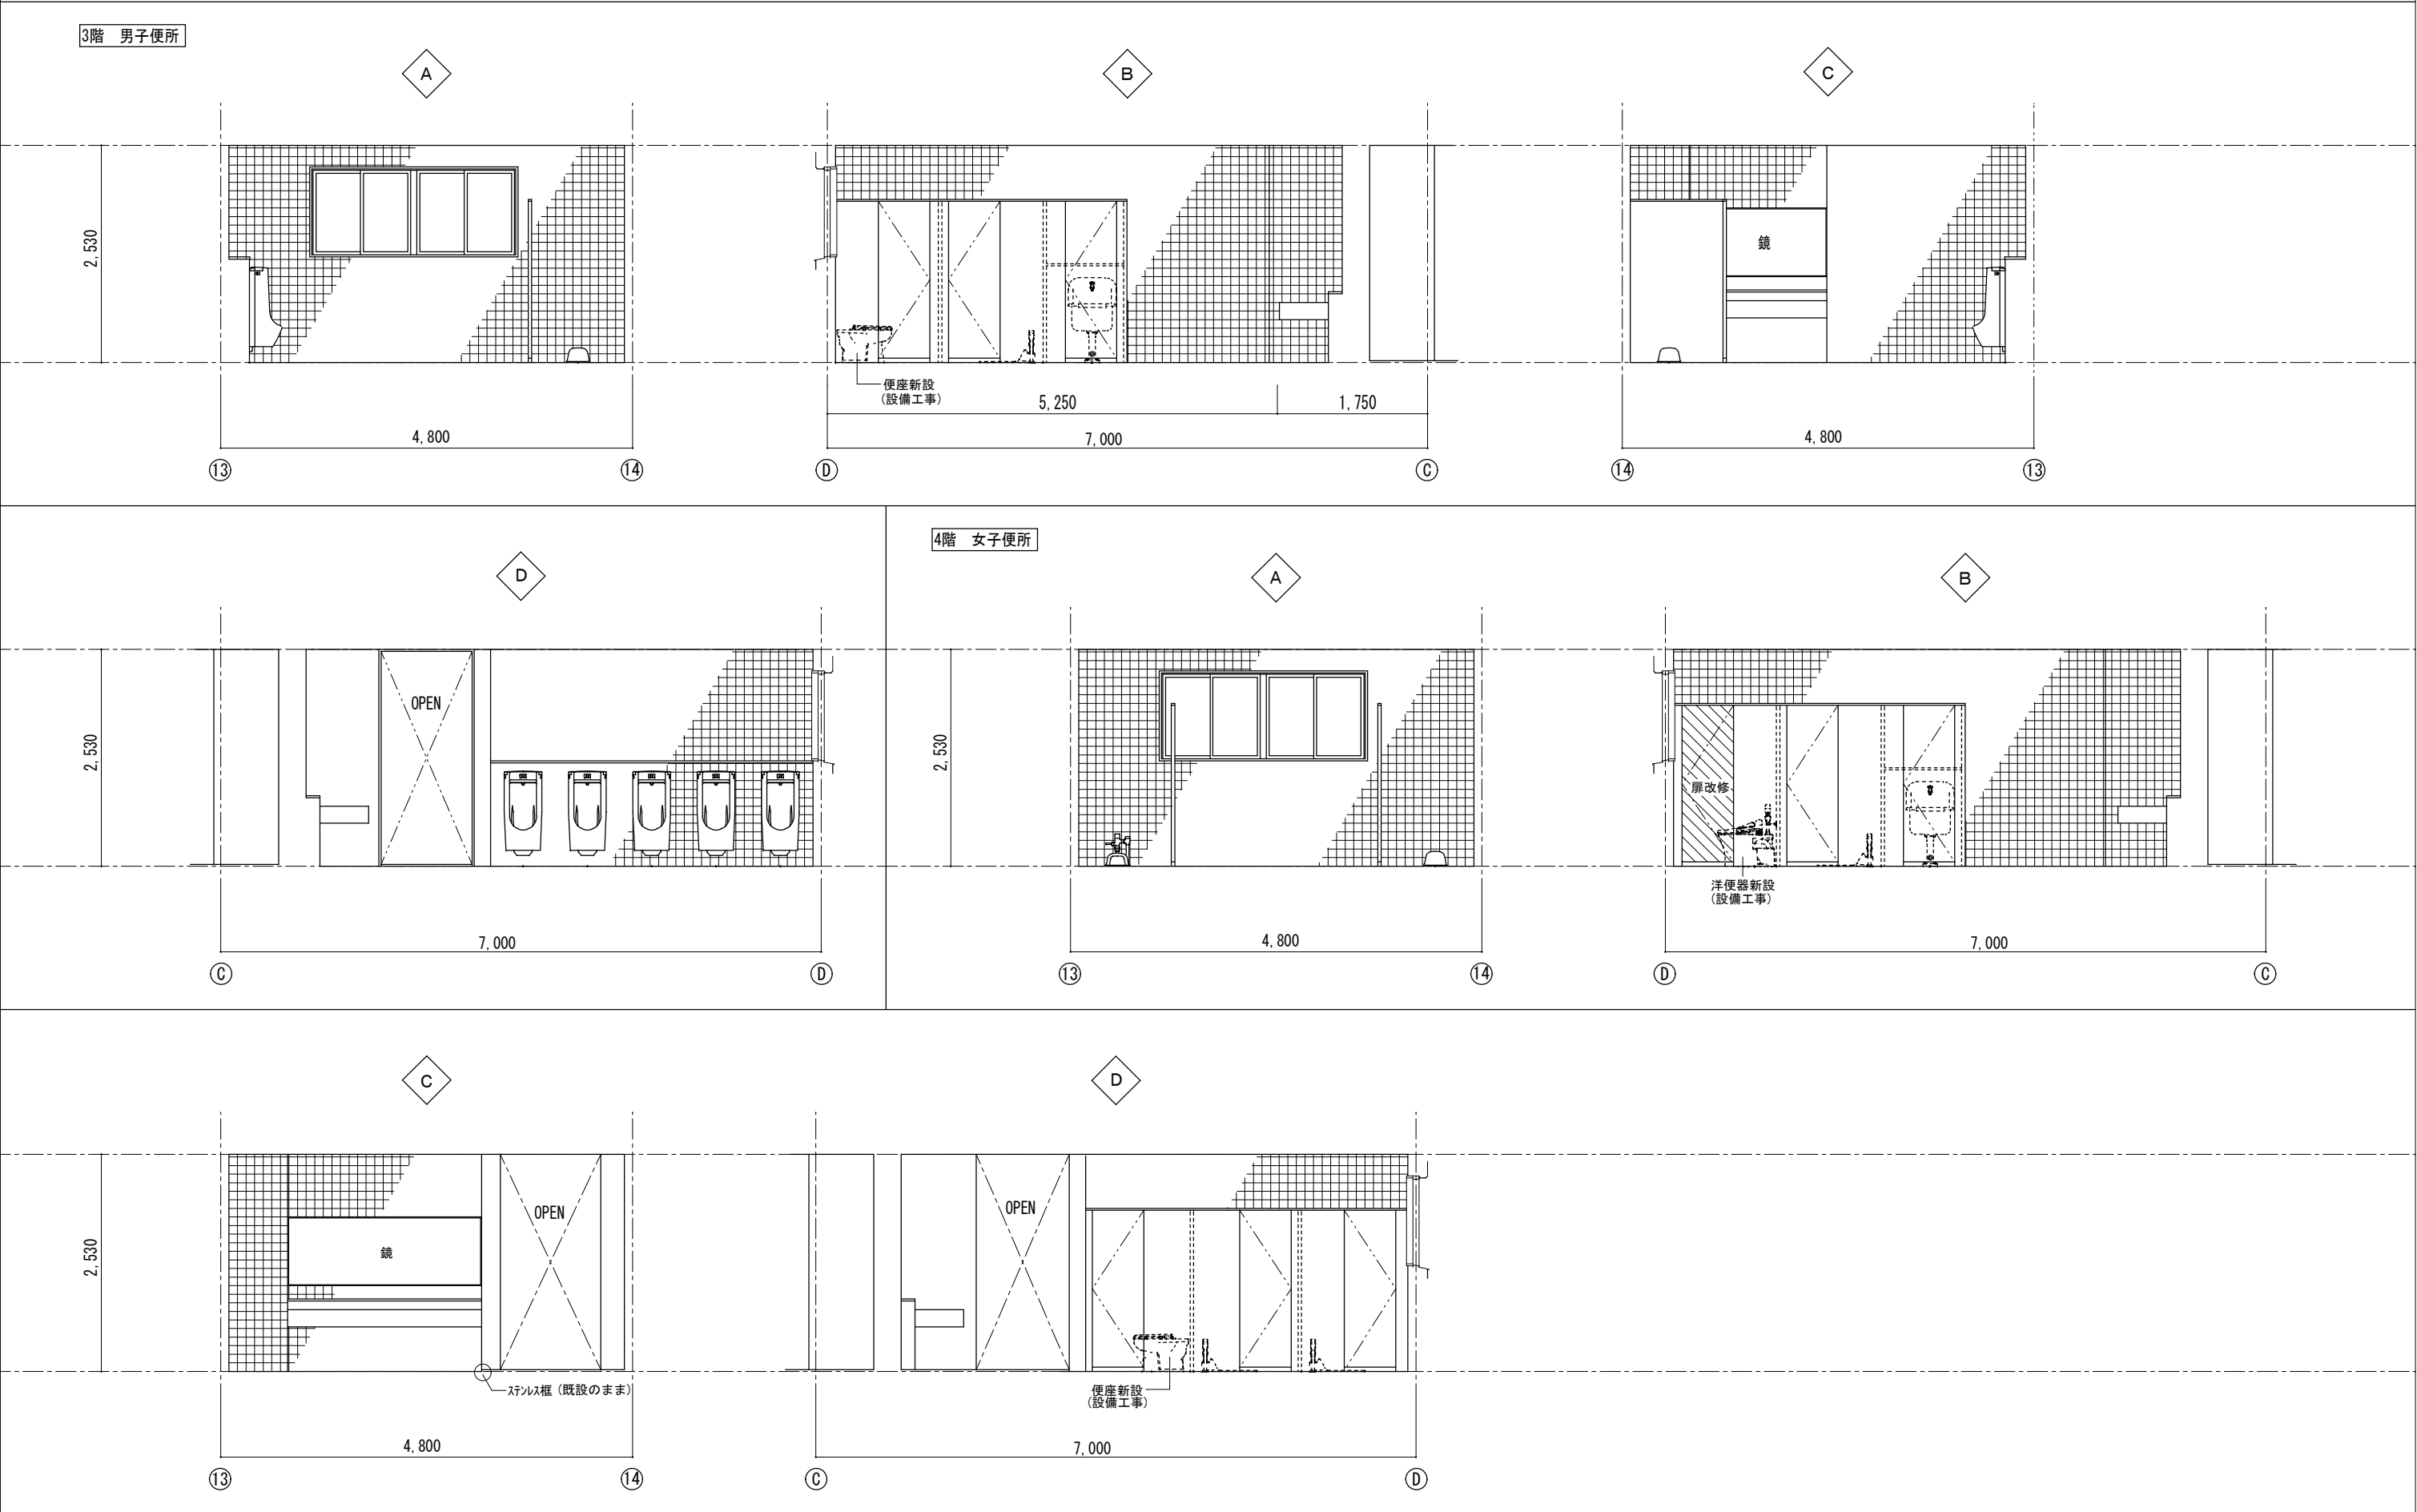 3階　男子便所
A
B
C
2,530
鏡
便座新設
(設備工事)
5,250
1,750
4,800
7,000
4,800
13
14
D
C
14
13
D
4階　女子便所
A
B
2,530
OPEN
2,530
扉改修
洋便器新設
(設備工事)
7,000
4,800
7,000
C
D
13
14
D
C
C
D
2,530
鏡
OPEN
OPEN
ステンレス框 (既設のまま)
便座新設
(設備工事)
4,800
7,000
13
14
C
D